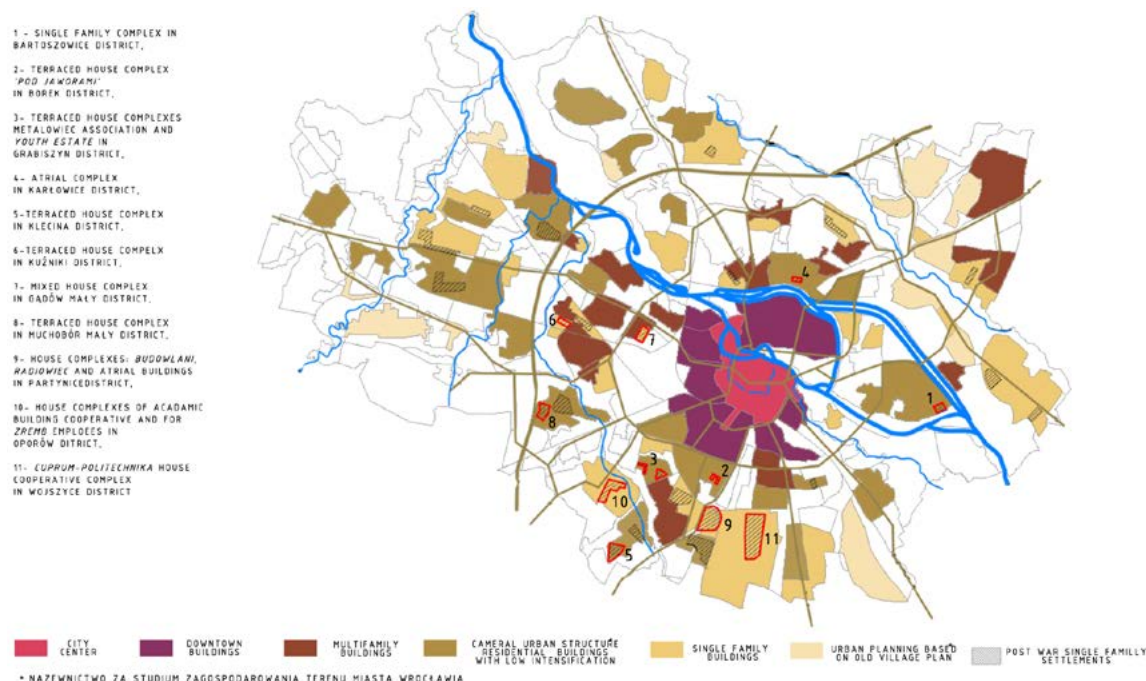 1 - SINGLE FAMILY COMPLEX IN
BARTOSZOWICE DISTRICT,
2- TERRACED HOUSE COMPLEX
'POD JAWORAMI'
IN BOREK DISTRICT,
3- TERRACED HOUSE COMPLEXES
METALOWIEC ASSOCIATION AND
YOUTH ESTATE IN
GRABISZYN DISTRICT,
4- ATRIAL COMPLEX
IN KARŁOWICE DISTRICT,
5-TERRACED HOUSE COMPLEX
IN KLECINA DISTRICT,
6-TERRACED HOUSE COMPELX
IN KUŹNIKI DISTRICT,
7- MIXED HOUSE COMPLEX
IN GĄDÓW MAŁY DISTRICT,
8- TERRACED HOUSE COMPLEX
IN MUCHOBÓR MAŁY DISTRICT,
9- HOUSE COMPLEXES: BUDOWLANI,
RADIOWIEC AND ATRIAL BUILDINGS
IN PARTYNICEDISTRICT,
10- HOUSE COMPLEXES OF ACADAMIC
BUILDING COOPERATIVE AND FOR
ZREMB EMPLOEES IN
OPORÓW DITRICT,
11- CUPRUM-POLITECHNIKA HOUSE
COOPERATIVE COMPLEX
IN WOJSZYCE DISTRICT
4
6
7
1
8
3
2
10
9
11
5
CITY
CENTER
DOWNTOWN
BUILDINGS
MULTIFAMILY
BUILDINGS
CAMERAL URBAN STRUCTURE
RESIDENTIAL BUILDINGS
WITH LOW INTENSIFICATION
SINGLE FAMILY
BUILDINGS
URBAN PLANNING BASED
ON OLD VILLAGE PLAN
POST WAR SINGLE FAMILLY
SETTLEMENTS
* NAZEWNICTWO ZA STUDIUM ZAGOSPODAROWANIA TERENU MIASTA WROCŁAWIA